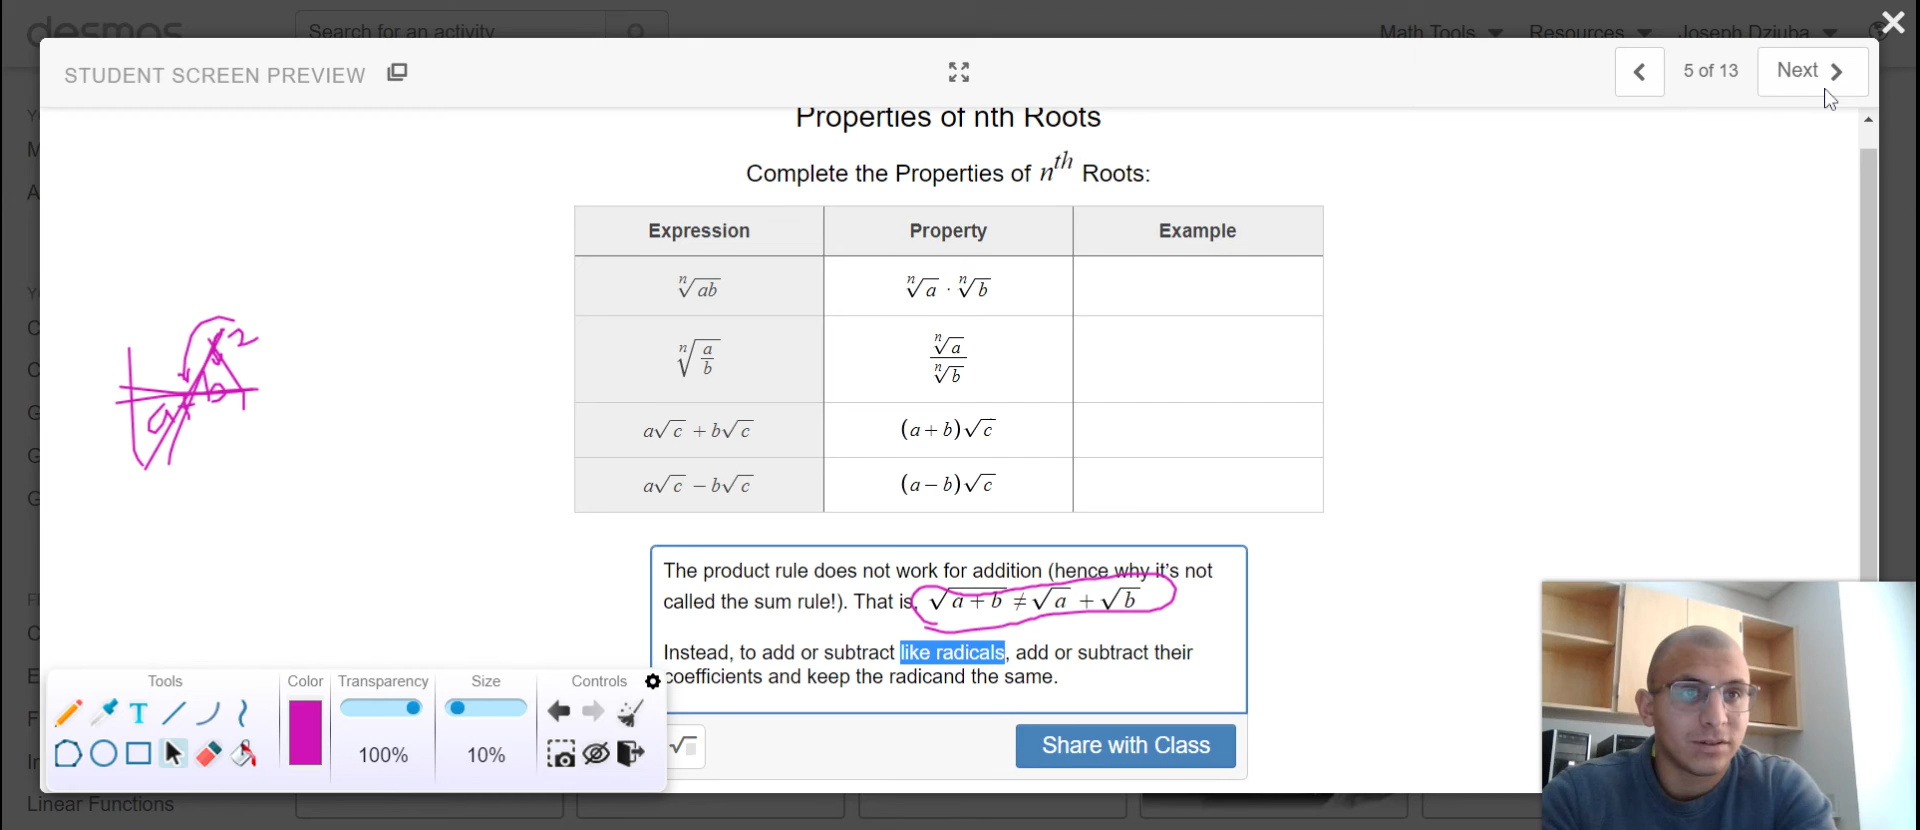 desmos
Search for an activity
Math Tools
Resources
Joseph Dziuba
STUDENT SCREEN PREVIEW
5 of 13
Next
Properties of nth Roots
Complete the Properties of n^th Roots:
Expression Property Example
ⁿ√ab ⁿ√a · ⁿ√b
ⁿ√(a/b) ⁿ√a / ⁿ√b
a√c + b√c (a + b)√c
a√c − b√c (a − b)√c
2
The product rule does not work for addition (hence why it's not
called the sum rule!). That is, √a + b ≠ √a + √b
Instead, to add or subtract like radicals, add or subtract their
coefficients and keep the radicand the same.
Share with Class
Tools
Color
Transparency
Size
Controls
T
100%
10%
Linear Functions